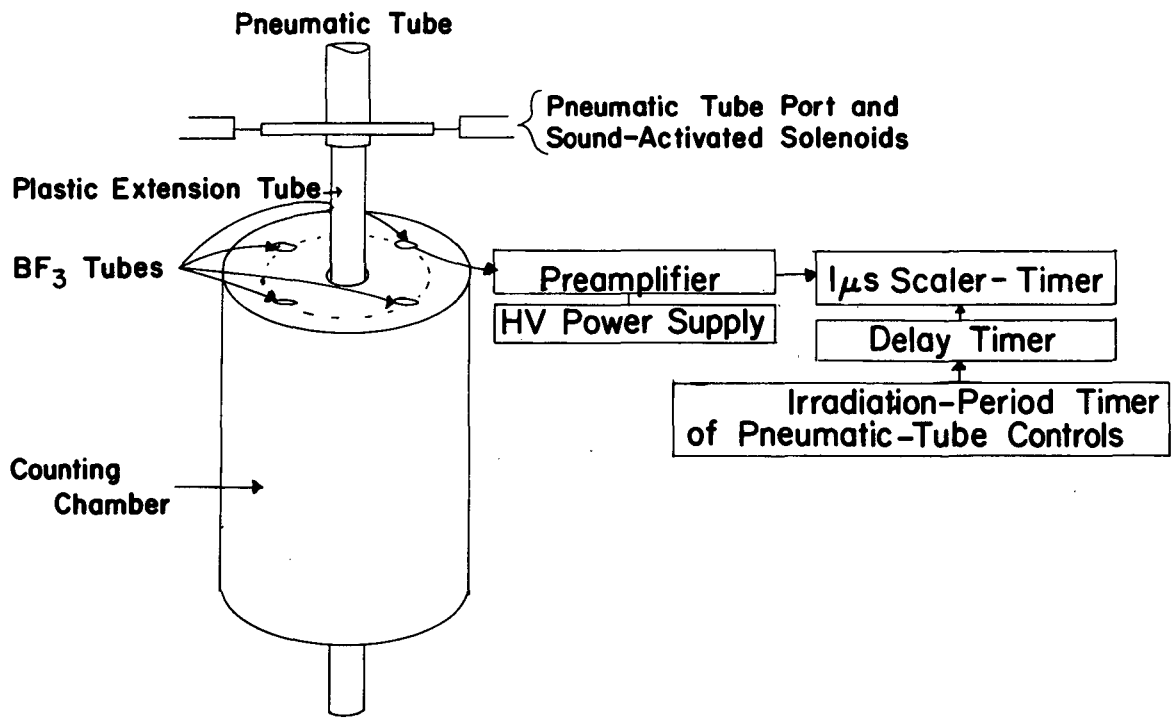 Pneumatic Tube
Pneumatic Tube Port and
Sound-Activated Solenoids
Plastic Extension Tube
BF₃ Tubes
Preamplifier
HV Power Supply
1μs Scaler-Timer
Delay Timer
Irradiation-Period Timer
of Pneumatic-Tube Controls
Counting
Chamber